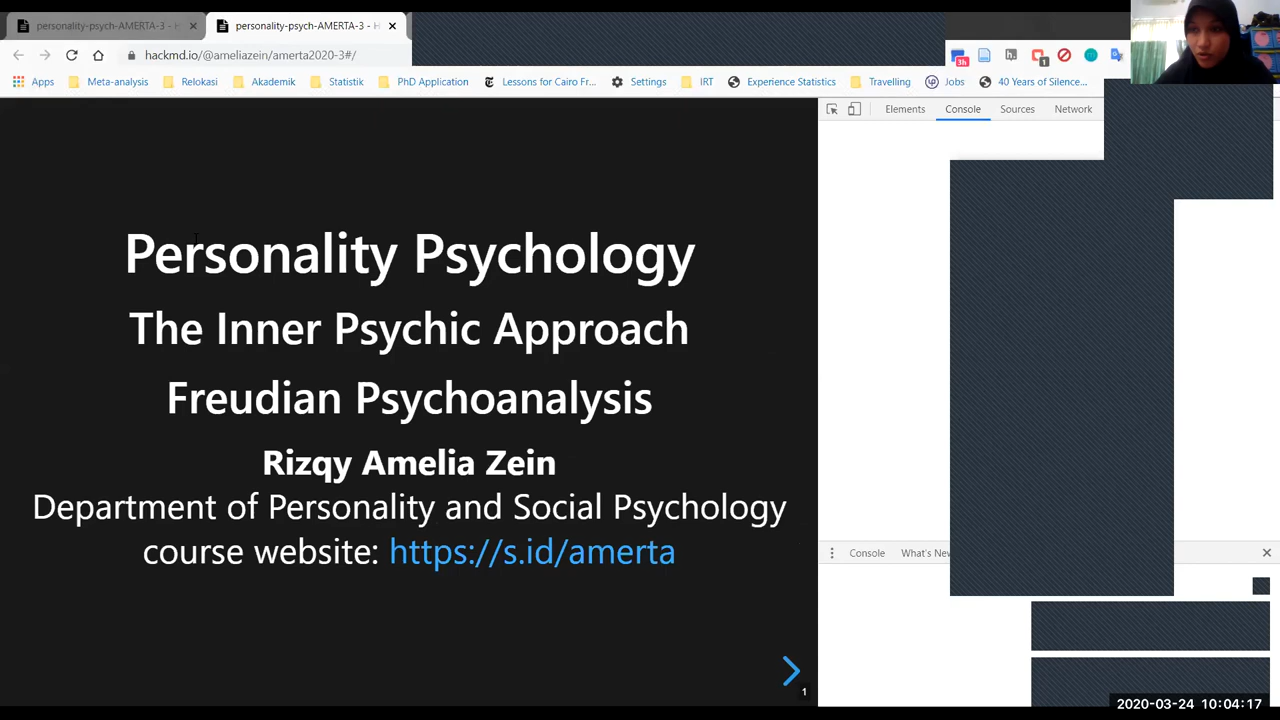 personality-psych-AMERTA-3 - H
personality-psych-AMERTA-3 - H
hackmd.io/@ameliazein/amerta2020-3#/
3h
1
Apps
Meta-analysis
Relokasi
Akademik
Statistik
PhD Application
Lessons for Cairo Fr...
Settings
IRT
Experience Statistics
Travelling
Jobs
40 Years of Silence...
Elements
Console
Sources
Network
Personality Psychology
The Inner Psychic Approach
Freudian Psychoanalysis
Rizqy Amelia Zein
Department of Personality and Social Psychology
course website: https://s.id/amerta
1
Console
What's New
2020-03-24 10:04:17